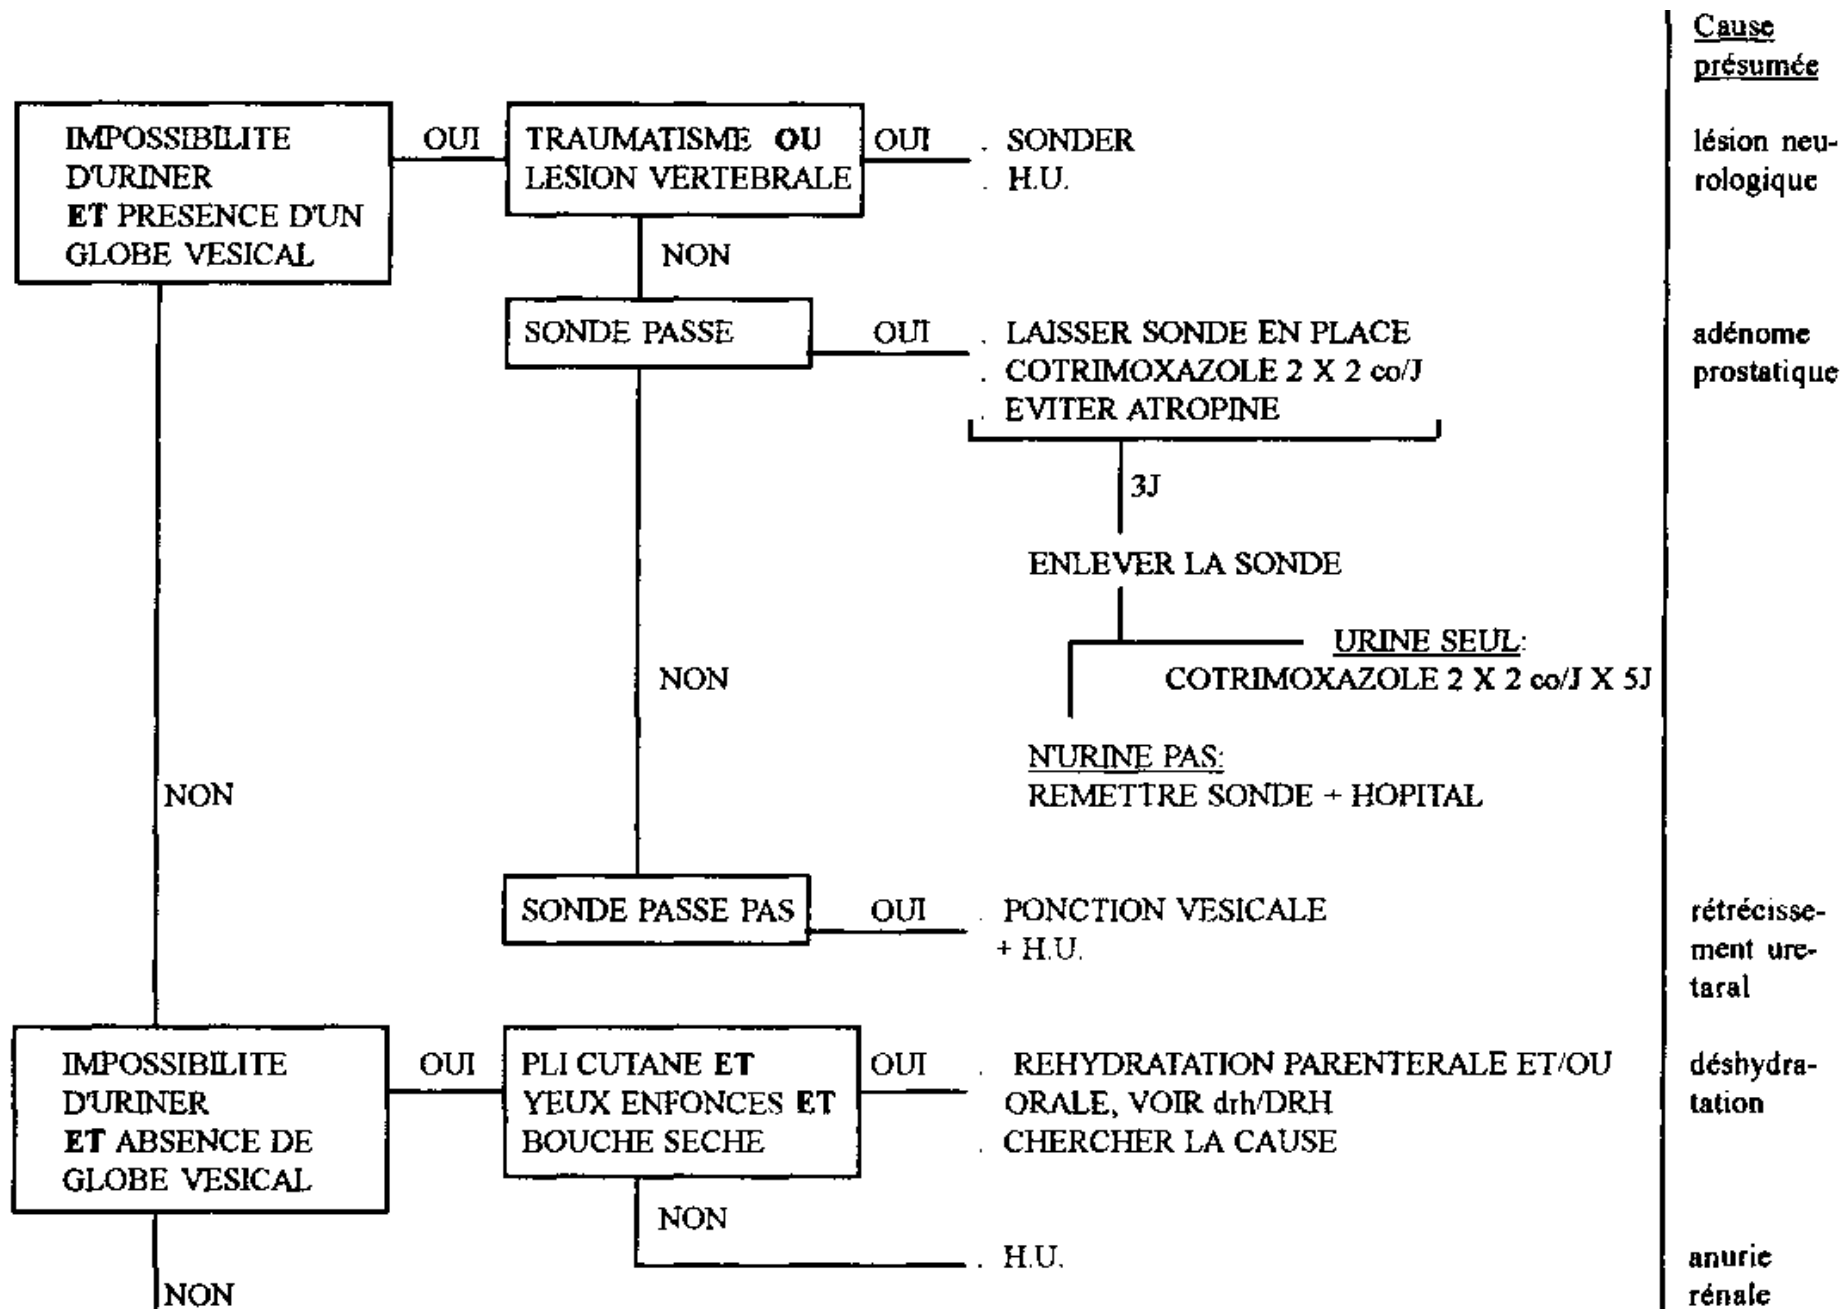 Cause
présumée
IMPOSSIBILITE
D'URINER
ET PRESENCE D'UN
GLOBE VESICAL
OUI
TRAUMATISME OU
LESION VERTEBRALE
OUI
. SONDER
. H.U.
lésion neu-
rologique
NON
SONDE PASSE
OUI
. LAISSER SONDE EN PLACE
. COTRIMOXAZOLE 2 X 2 co/J
. EVITER ATROPINE
adénome
prostatique
3J
ENLEVER LA SONDE
URINE SEUL:
COTRIMOXAZOLE 2 X 2 co/J X 5J
NON
N'URINE PAS:
REMETTRE SONDE + HOPITAL
NON
SONDE PASSE PAS
OUI
. PONCTION VESICALE
+ H.U.
rétrécisse-
ment ure-
taral
IMPOSSIBILITE
D'URINER
ET ABSENCE DE
GLOBE VESICAL
OUI
PLI CUTANE ET
YEUX ENFONCES ET
BOUCHE SECHE
OUI
. REHYDRATATION PARENTERALE ET/OU
ORALE, VOIR drh/DRH
. CHERCHER LA CAUSE
déshydra-
tation
NON
. H.U.
anurie
rénale
NON